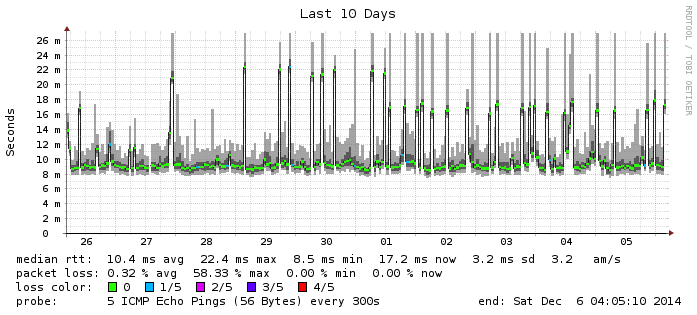 Last 10 Days
RRDTOOL / TOBI OETIKER
Seconds
26 m
24 m
22 m
20 m
18 m
16 m
14 m
12 m
10 m
8 m
6 m
4 m
2 m
0
26 27 28 29 30 01 02 03 04 05
median rtt: 10.4 ms avg 22.4 ms max 8.5 ms min 17.2 ms now 3.2 ms sd 3.2 am/s
packet loss: 0.32 % avg 58.33 % max 0.00 % min 0.00 % now
loss color: 0 1/5 2/5 3/5 4/5
probe: 5 ICMP Echo Pings (56 Bytes) every 300s end: Sat Dec 6 04:05:10 2014